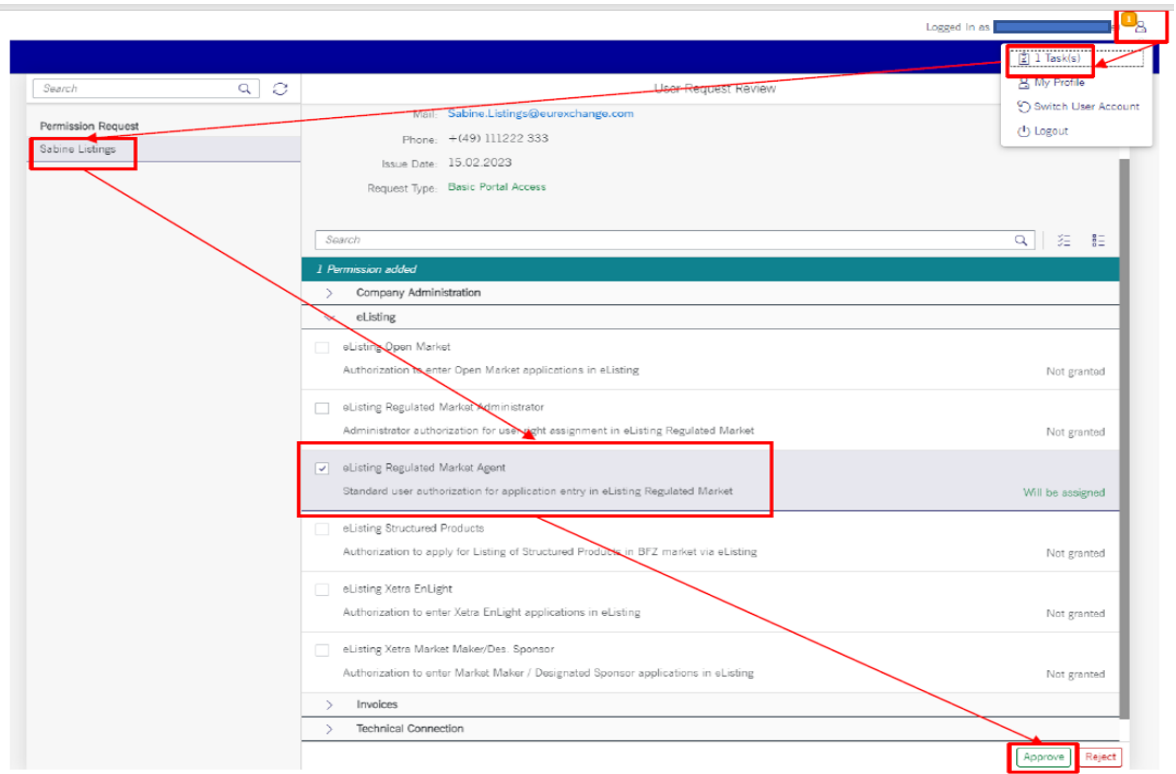 Logged In as
1
1 Task(s)
My Profile
Switch User Account
Logout
Search
User Request Review
Permission Request
Sabine Listings
Mail: Sabine.Listings@eurexchange.com
Phone: +(49) 111222 333
Issue Date: 15.02.2023
Request Type: Basic Portal Access
Search
1 Permission added
Company Administration
eListing
eListing Open Market
Authorization to enter Open Market applications in eListing
Not granted
eListing Regulated Market Administrator
Administrator authorization for user right assignment in eListing Regulated Market
Not granted
eListing Regulated Market Agent
Standard user authorization for application entry in eListing Regulated Market
Will be assigned
eListing Structured Products
Authorization to apply for Listing of Structured Products in BFZ market via eListing
Not granted
eListing Xetra EnLight
Authorization to enter Xetra EnLight applications in eListing
Not granted
eListing Xetra Market Maker/Des. Sponsor
Authorization to enter Market Maker / Designated Sponsor applications in eListing
Not granted
Invoices
Technical Connection
Approve Reject